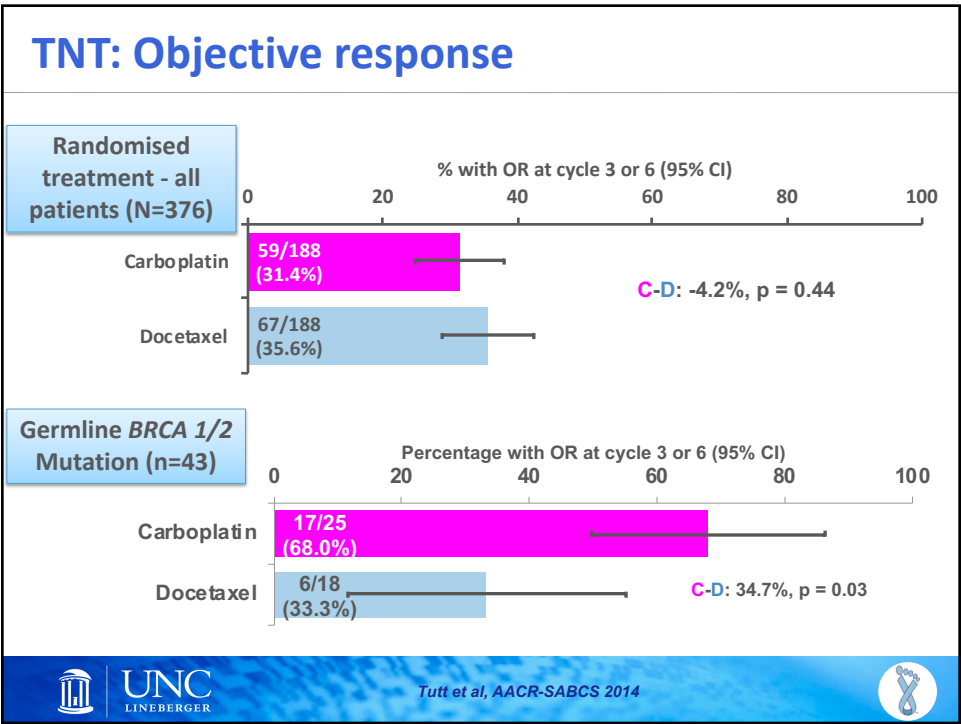 TNT: Objective response
Randomised
treatment - all
patients (N=376)
% with OR at cycle 3 or 6 (95% CI)
0 20 40 60 80 100
Carboplatin
59/188
(31.4%)
C-D: -4.2%, p = 0.44
Docetaxel
67/188
(35.6%)
Germline BRCA 1/2
Mutation (n=43)
Percentage with OR at cycle 3 or 6 (95% CI)
0 20 40 60 80 100
Carboplatin
17/25
(68.0%)
Docetaxel
6/18
(33.3%)
C-D: 34.7%, p = 0.03
UNC
LINEBERGER
Tutt et al, AACR-SABCS 2014